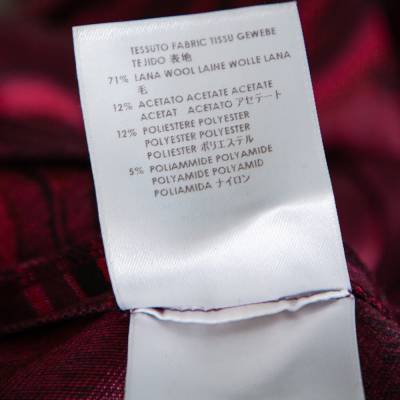 TESSUTO FABRIC TISSU GEWEBE
TEJIDO 表地
71% LANA WOOL LAIHE WOLLE LANA
毛
12% ACETATO ACETATE ACETATE
ACETAT ACETATO アセテート
12% POLIESTERE POLYESTER
POLYESTER POLYESTER
POLIESTER ポリエステル
5% POLIAMMIDE POLYAMIDE
POLYAMIDE POLYAMID
POLIAMIDA ナイロン